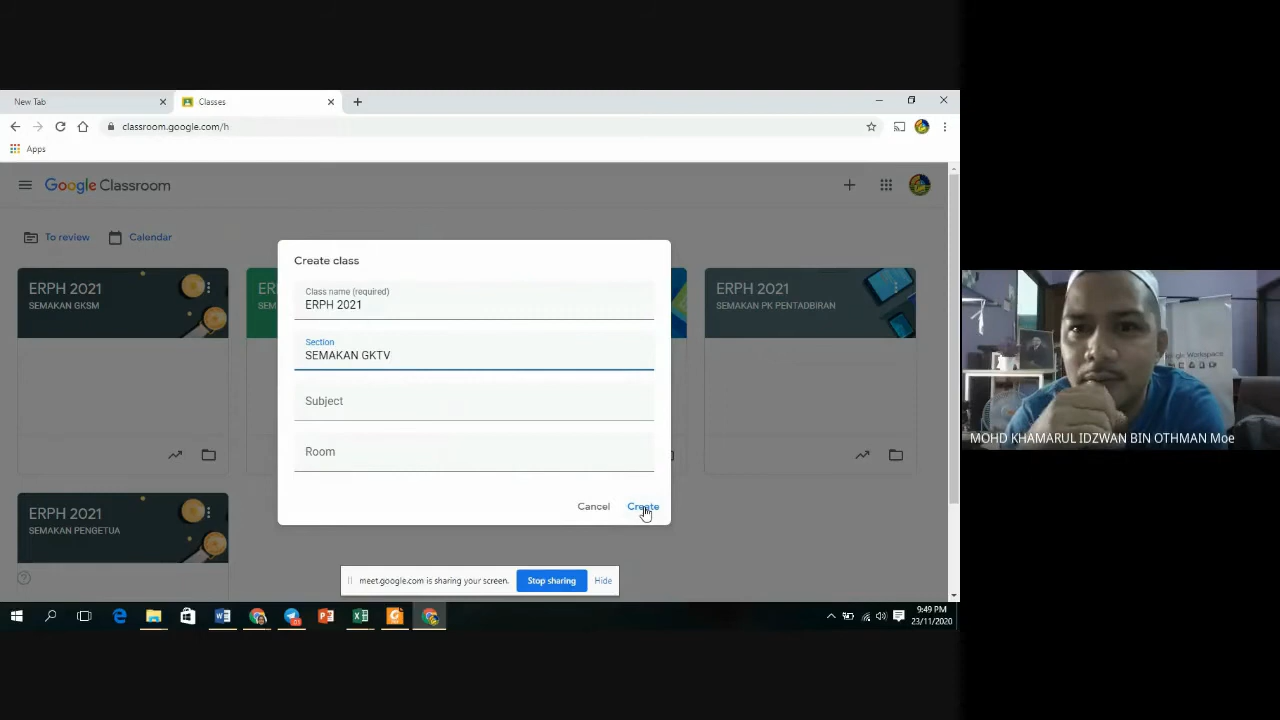 New Tab
Classes
classroom.google.com/h
Apps
Google Classroom
To review
Calendar
ERPH 2021
SEMAKAN GKSM
ERPH 2021
SEMAKAN PK PENTADBIRAN
ERPH 2021
SEMAKAN PENGETUA
Create class
Class name (required)
ERPH 2021
Section
SEMAKAN GKTV
Subject
Room
Cancel
Create
meet.google.com is sharing your screen.
Stop sharing
Hide
9:49 PM
23/11/2020
Workspace
MOHD KHAMARUL IDZWAN BIN OTHMAN Moe